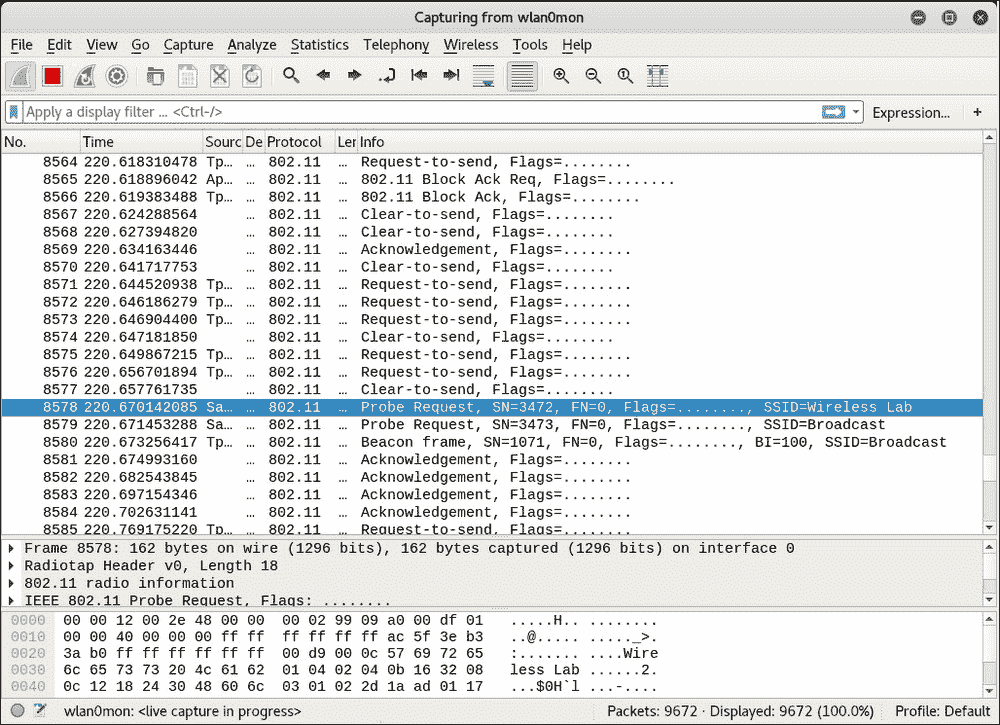 Capturing from wlan0mon
File Edit View Go Capture Analyze Statistics Telephony Wireless Tools Help
Apply a display filter ... <Ctrl-/> Expression... +
No. Time Sourc De Protocol Ler Info
8564 220.618310478 Tp… … 802.11 … Request-to-send, Flags=........
8565 220.618896042 Ap… … 802.11 … 802.11 Block Ack Req, Flags=........
8566 220.619383488 Tp… … 802.11 … 802.11 Block Ack, Flags=........
8567 220.624288564 … 802.11 … Clear-to-send, Flags=........
8568 220.627394820 … 802.11 … Clear-to-send, Flags=........
8569 220.634163446 … 802.11 … Acknowledgement, Flags=........
8570 220.641717753 … 802.11 … Clear-to-send, Flags=........
8571 220.644520938 Tp… … 802.11 … Request-to-send, Flags=........
8572 220.646186279 Tp… … 802.11 … Request-to-send, Flags=........
8573 220.646904400 Tp… … 802.11 … Request-to-send, Flags=........
8574 220.647181850 … 802.11 … Clear-to-send, Flags=........
8575 220.649867215 Tp… … 802.11 … Request-to-send, Flags=........
8576 220.656701894 Tp… … 802.11 … Request-to-send, Flags=........
8577 220.657761735 … 802.11 … Clear-to-send, Flags=........
8578 220.670142085 Sa… … 802.11 … Probe Request, SN=3472, FN=0, Flags=........, SSID=Wireless Lab
8579 220.671453288 Sa… … 802.11 … Probe Request, SN=3473, FN=0, Flags=........, SSID=Broadcast
8580 220.673256417 Tp… … 802.11 … Beacon frame, SN=1071, FN=0, Flags=........, BI=100, SSID=Broadcast
8581 220.674993160 … 802.11 … Acknowledgement, Flags=........
8582 220.682543845 … 802.11 … Acknowledgement, Flags=........
8583 220.697154346 … 802.11 … Acknowledgement, Flags=........
8584 220.702631141 … 802.11 … Acknowledgement, Flags=........
8585 220.769175220 Tp… … 802.11 … Request-to-send, Flags=........
Frame 8578: 162 bytes on wire (1296 bits), 162 bytes captured (1296 bits) on interface 0
Radiotap Header v0, Length 18
802.11 radio information
IEEE 802.11 Probe Request, Flags: ........
0000 00 00 12 00 2e 48 00 00 00 02 99 09 a0 00 df 01 .....H.. ........
0010 00 00 40 00 00 00 ff ff ff ff ff ff ac 5f 3e b3 ..@..... ....._>.
0020 3a b0 ff ff ff ff ff ff 00 d9 00 0c 57 69 72 65 :....... ....Wire
0030 6c 65 73 73 20 4c 61 62 01 04 02 04 0b 16 32 08 less Lab ......2.
0040 0c 12 18 24 30 48 60 6c 03 01 02 2d 1a ad 01 17 ...$0H`l ...-....
wlan0mon: <live capture in progress> Packets: 9672 · Displayed: 9672 (100.0%) Profile: Default